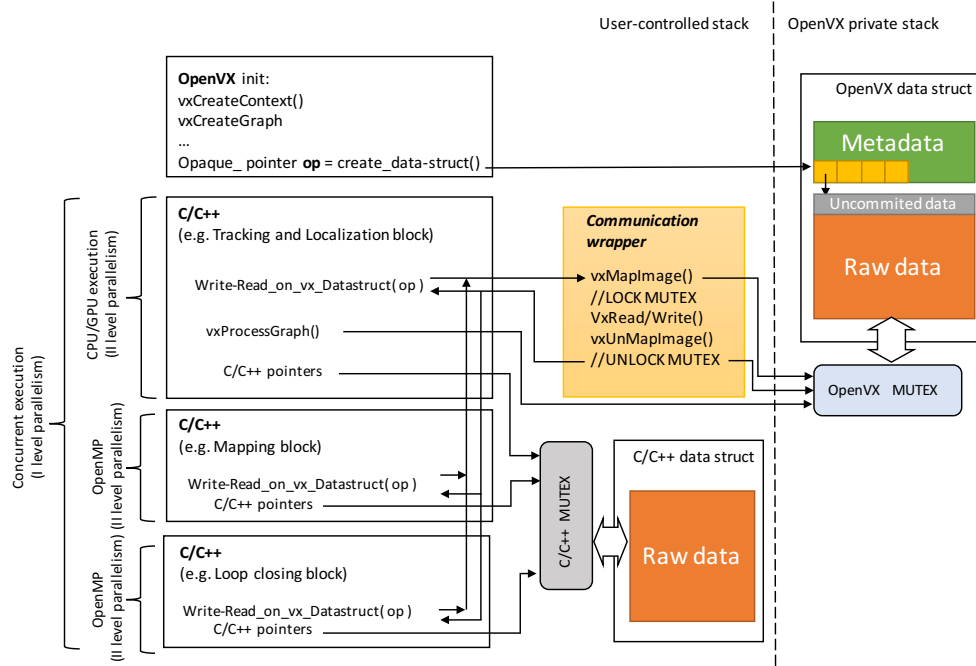 User-controlled stack
OpenVX private stack
OpenVX init:
vxCreateContext()
vxCreateGraph
...
Opaque_ pointer op = create_data-struct()
OpenVX data struct
Metadata
Uncommited data
Raw data
OpenVX MUTEX
Concurrent execution
(I level parallelism)
CPU/GPU execution
(II level parallelism)
C/C++
(e.g. Tracking and Localization block)
Write-Read_on_vx_Datastruct( op )
vxProcessGraph()
C/C++ pointers
Communication
wrapper
vxMapImage()
//LOCK MUTEX
VxRead/Write()
vxUnMapImage()
//UNLOCK MUTEX
OpenMP
(II level parallelism)
C/C++
(e.g. Mapping block)
Write-Read_on_vx_Datastruct( op )
C/C++ pointers
C/C++ MUTEX
C/C++ data struct
Raw data
OpenMP
(II level parallelism)
C/C++
(e.g. Loop closing block)
Write-Read_on_vx_Datastruct( op )
C/C++ pointers